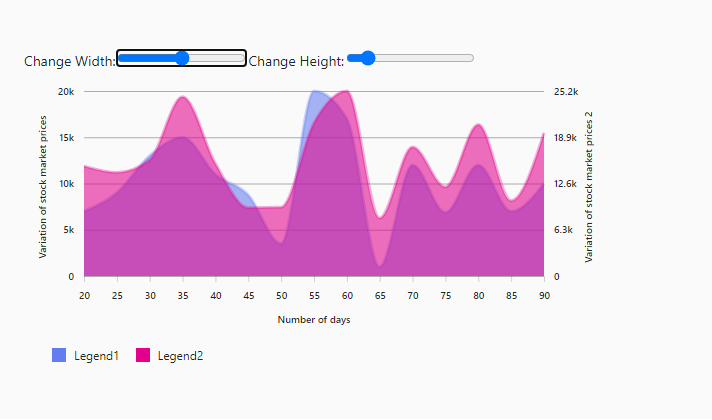 Change Width: Change Height:
Variation of stock market prices
20k
15k
10k
5k
0
25.2k
18.9k
12.6k
6.3k
0
Variation of stock market prices 2
20 25 30 35 40 45 50 55 60 65 70 75 80 85 90
Number of days
Legend1 Legend2